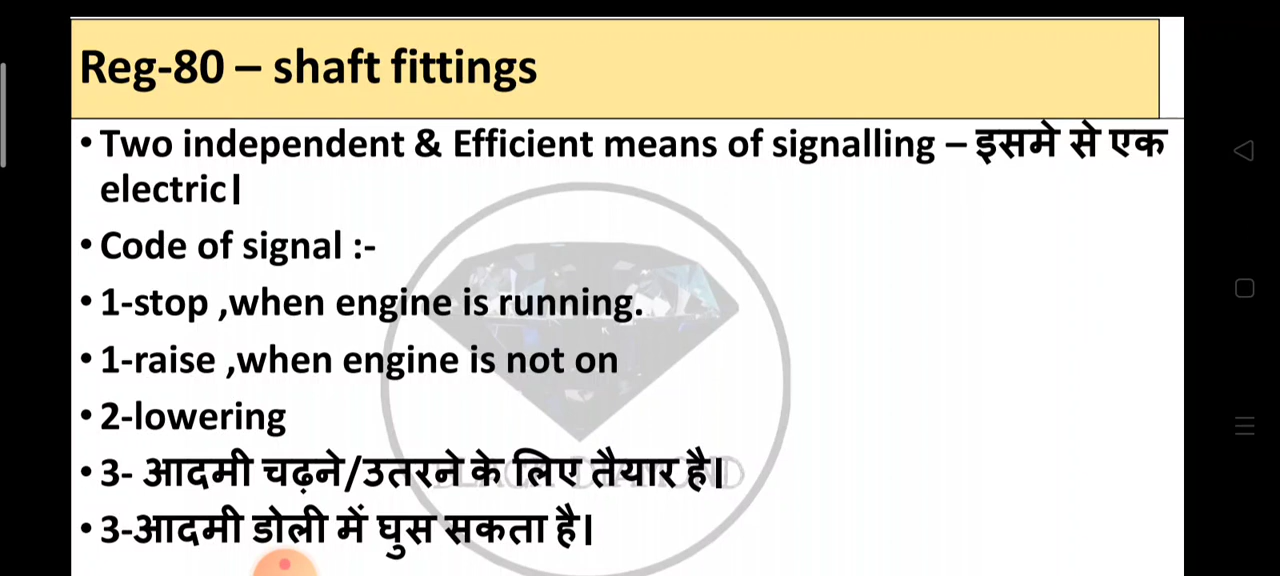 Reg-80 – shaft fittings
• Two independent & Efficient means of signalling – इसमे से एक
electric।
• Code of signal :-
• 1-stop ,when engine is running.
• 1-raise ,when engine is not on
• 2-lowering
• 3- आदमी चढ़ने/उतरने के लिए तैयार है।
• 3-आदमी डोली में घुस सकता है।